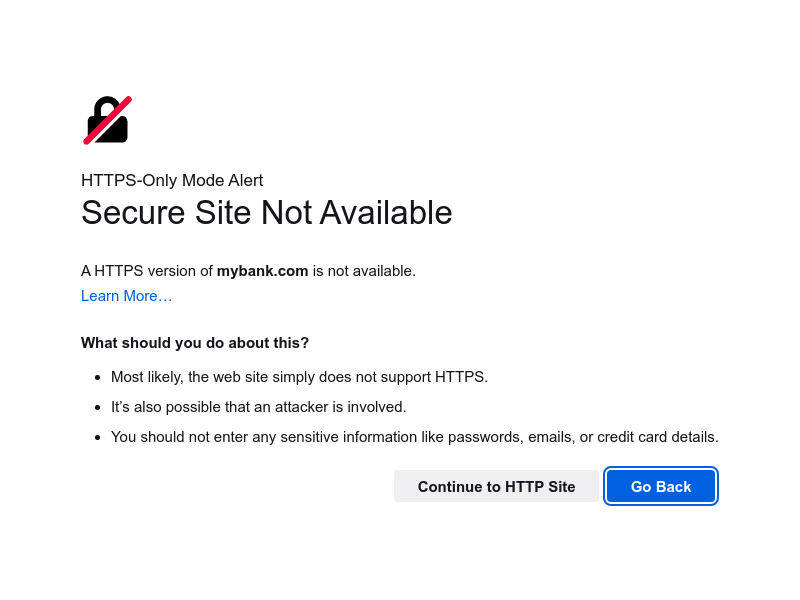 HTTPS-Only Mode Alert
Secure Site Not Available
A HTTPS version of mybank.com is not available.
Learn More…
What should you do about this?
• Most likely, the web site simply does not support HTTPS.
• It’s also possible that an attacker is involved.
• You should not enter any sensitive information like passwords, emails, or credit card details.
Continue to HTTP Site Go Back